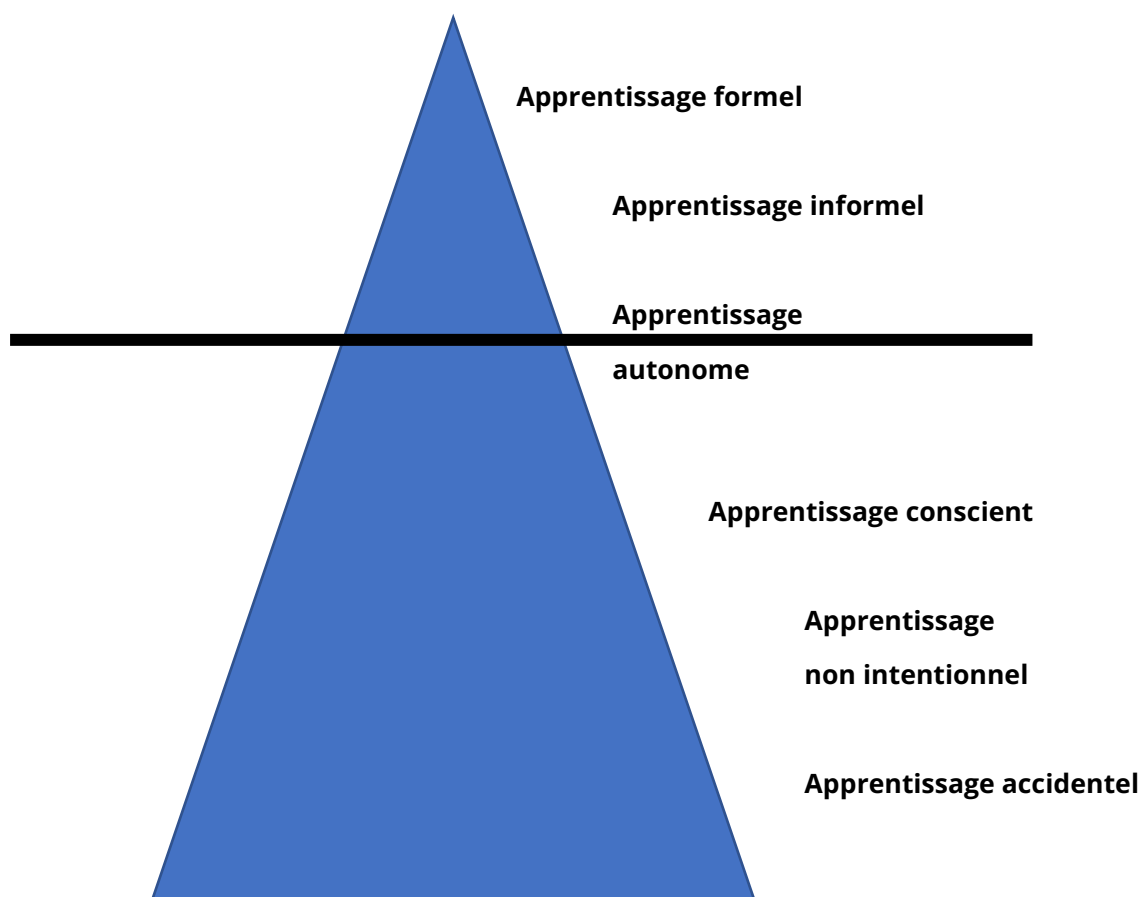 Apprentissage formel
Apprentissage informel
Apprentissage
autonome
Apprentissage conscient
Apprentissage
non intentionnel
Apprentissage accidentel